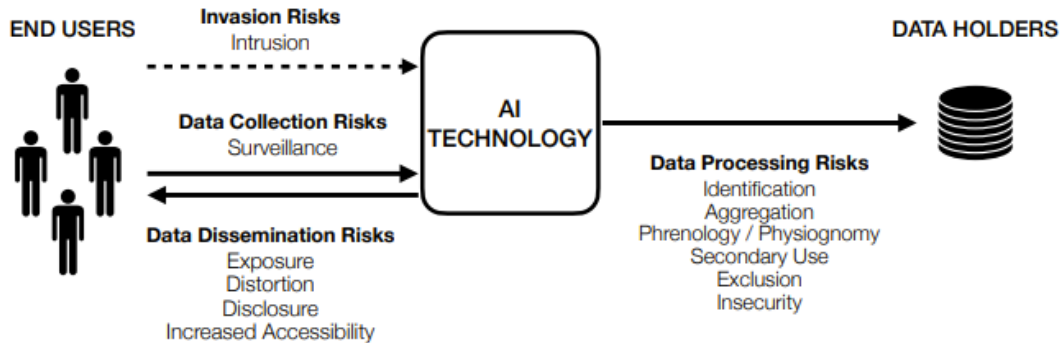 END USERS
Invasion Risks
Intrusion
Data Collection Risks
Surveillance
Data Dissemination Risks
Exposure
Distortion
Disclosure
Increased Accessibility
AI
TECHNOLOGY
DATA HOLDERS
Data Processing Risks
Identification
Aggregation
Phrenology / Physiognomy
Secondary Use
Exclusion
Insecurity